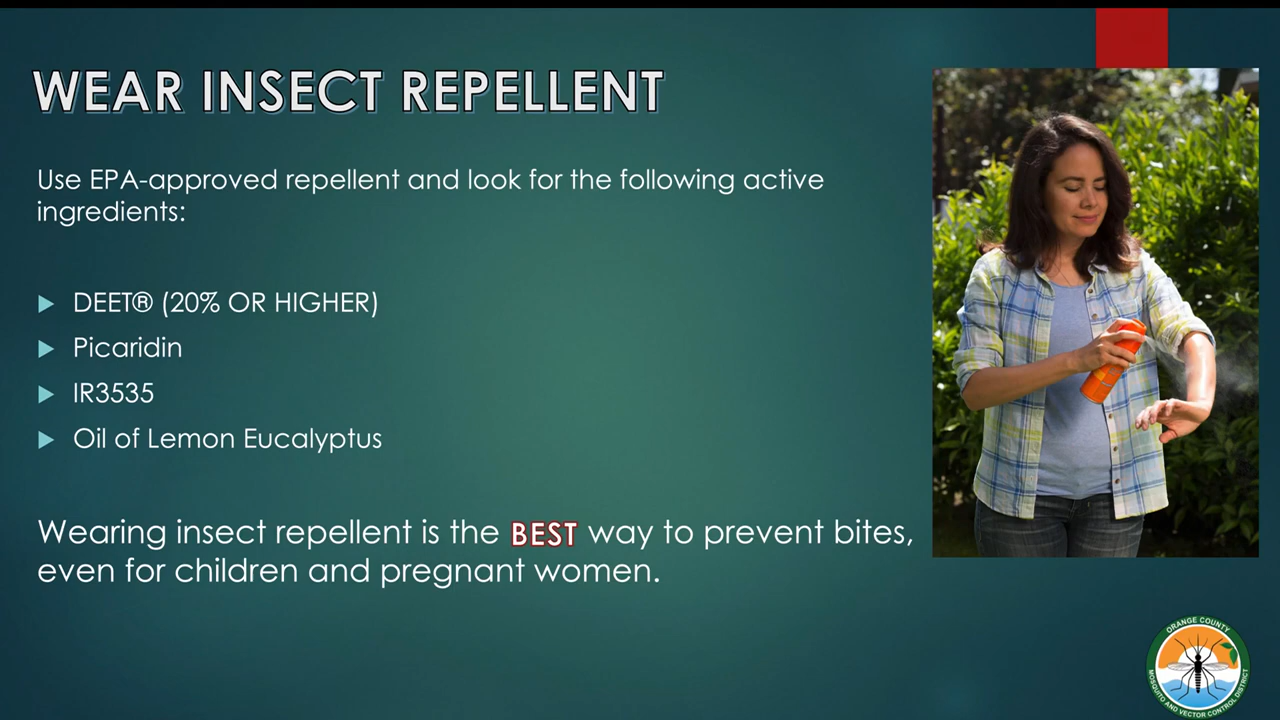 WEAR INSECT REPELLENT
Use EPA-approved repellent and look for the following active
ingredients:
DEET® (20% OR HIGHER)
Picaridin
IR3535
Oil of Lemon Eucalyptus
Wearing insect repellent is the BEST way to prevent bites,
even for children and pregnant women.
ORANGE COUNTY
MOSQUITO AND VECTOR CONTROL DISTRICT